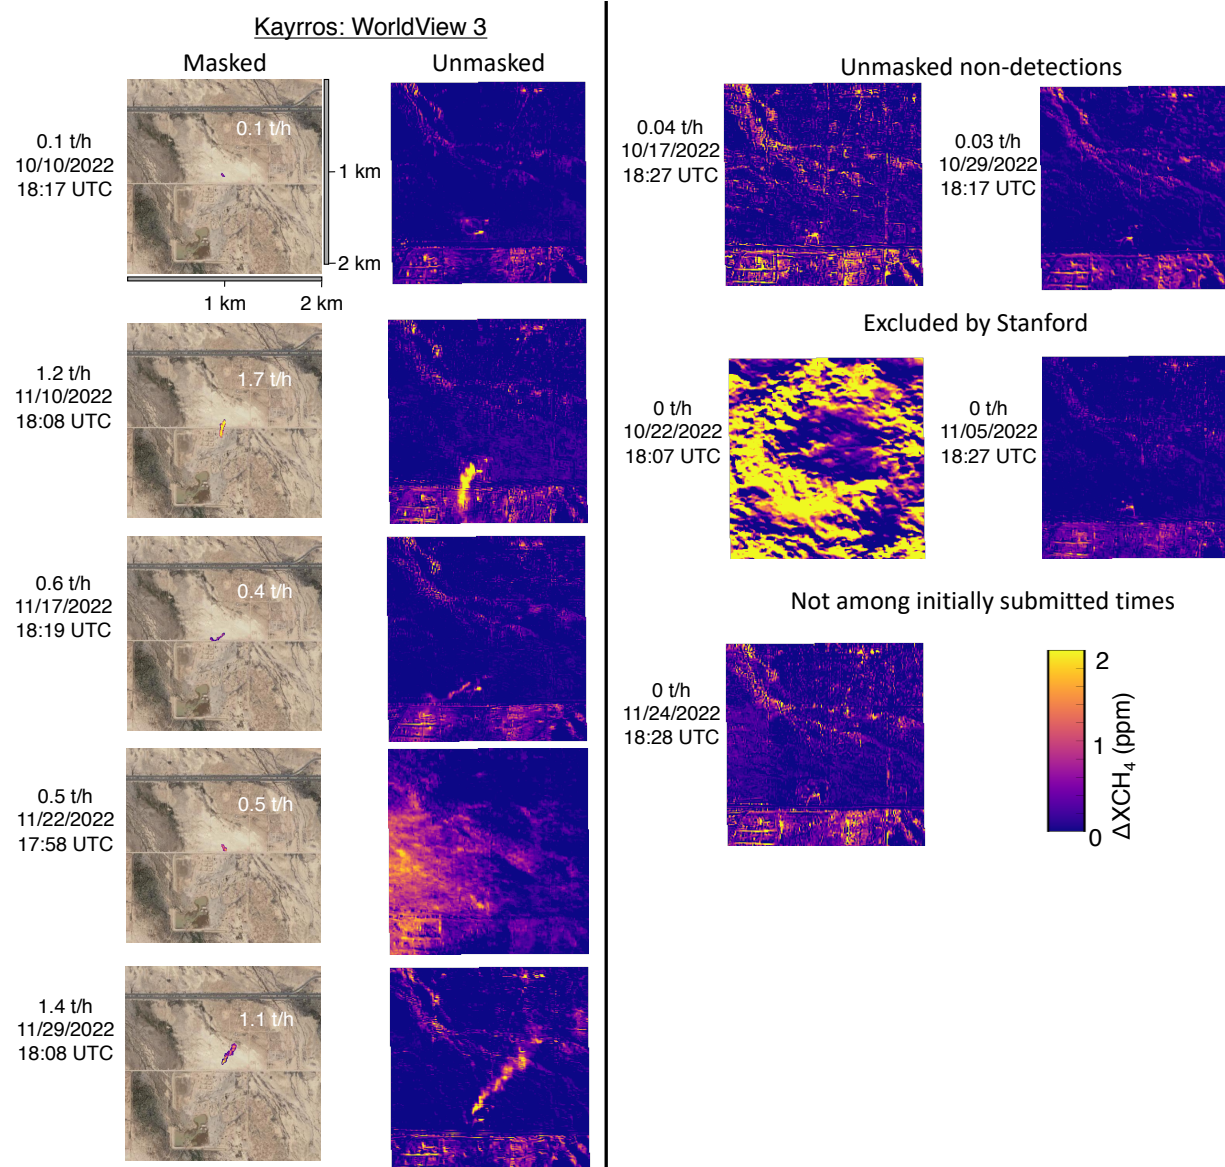 Kayrros: WorldView 3
Masked
Unmasked
0.1 t/h
10/10/2022
18:17 UTC
0.1 t/h
1 km
2 km
1 km
2 km
1.2 t/h
11/10/2022
18:08 UTC
1.7 t/h
0.6 t/h
11/17/2022
18:19 UTC
0.4 t/h
0.5 t/h
11/22/2022
17:58 UTC
0.5 t/h
1.4 t/h
11/29/2022
18:08 UTC
1.1 t/h
Unmasked non-detections
0.04 t/h
10/17/2022
18:27 UTC
0.03 t/h
10/29/2022
18:17 UTC
Excluded by Stanford
0 t/h
10/22/2022
18:07 UTC
0 t/h
11/05/2022
18:27 UTC
Not among initially submitted times
0 t/h
11/24/2022
18:28 UTC
2
1
0
ΔXCH₄ (ppm)